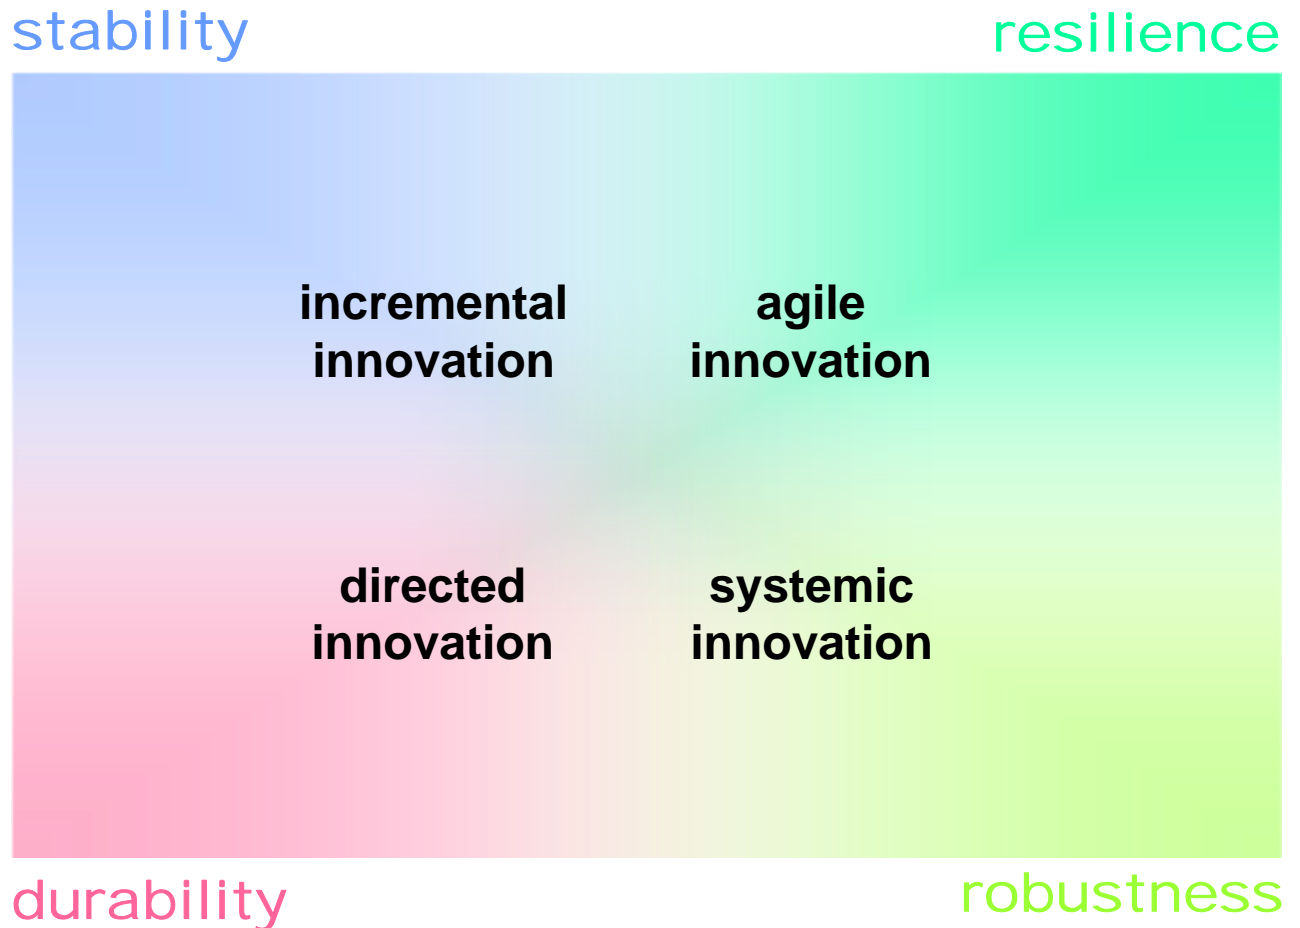 stability
resilience
incremental
innovation
agile
innovation
directed
innovation
systemic
innovation
durability
robustness